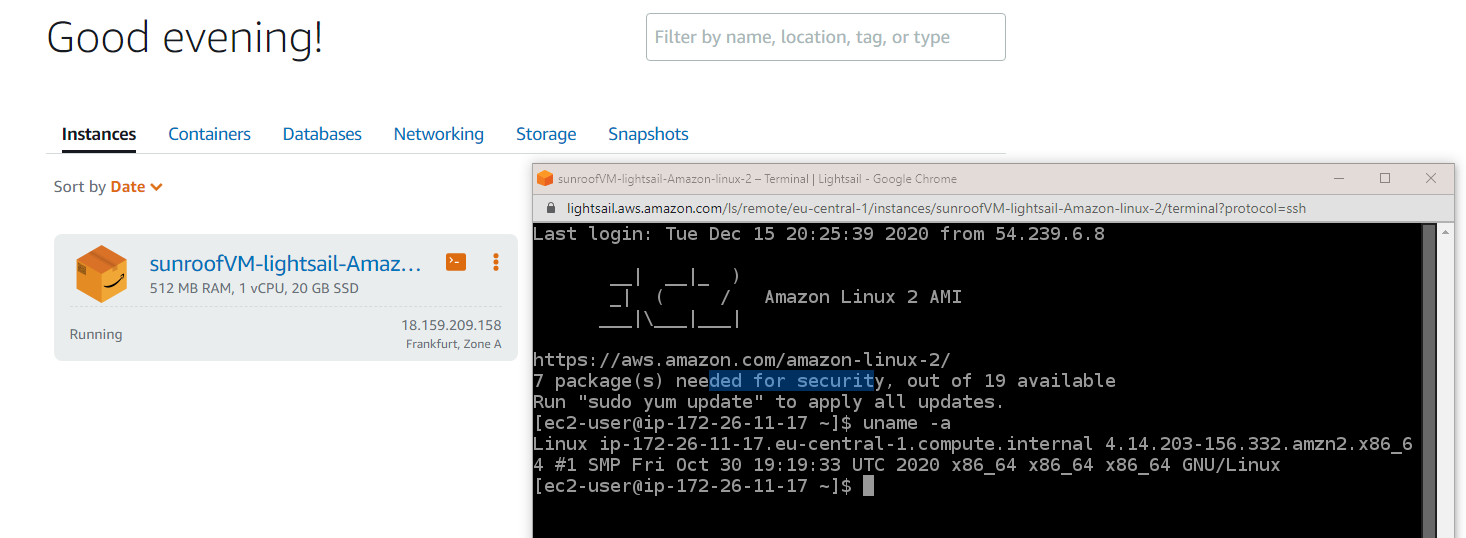 Good evening!
Filter by name, location, tag, or type
Instances Containers Databases Networking Storage Snapshots
Sort by Date
sunroofVM-lightsail-Amaz...
512 MB RAM, 1 vCPU, 20 GB SSD
Running
18.159.209.158
Frankfurt, Zone A
sunroofVM-lightsail-Amazon-linux-2 – Terminal | Lightsail - Google Chrome
lightsail.aws.amazon.com/ls/remote/eu-central-1/instances/sunroofVM-lightsail-Amazon-linux-2/terminal?protocol=ssh
Last login: Tue Dec 15 20:25:39 2020 from 54.239.6.8
__|  __|_  )
_|  (     /   Amazon Linux 2 AMI
___|\___|___|
https://aws.amazon.com/amazon-linux-2/
7 package(s) needed for security, out of 19 available
Run "sudo yum update" to apply all updates.
[ec2-user@ip-172-26-11-17 ~]$ uname -a
Linux ip-172-26-11-17.eu-central-1.compute.internal 4.14.203-156.332.amzn2.x86_6
4 #1 SMP Fri Oct 30 19:19:33 UTC 2020 x86_64 x86_64 x86_64 GNU/Linux
[ec2-user@ip-172-26-11-17 ~]$